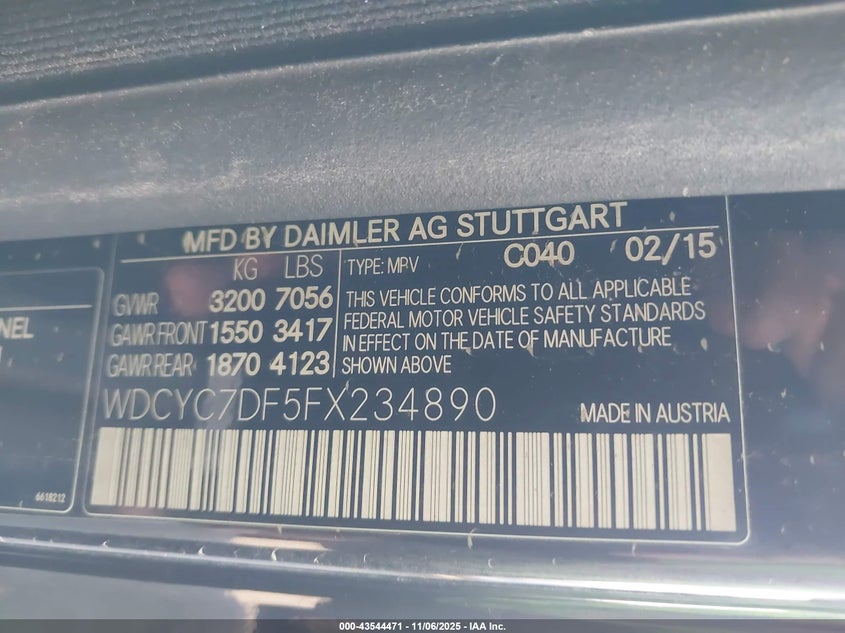 MFD BY DAIMLER AG STUTTGART
KG LBS
GVWR 3200 7056
GAWR FRONT 1550 3417
GAWR REAR 1870 4123
TYPE: MPV C040 02/15
THIS VEHICLE CONFORMS TO ALL APPLICABLE
FEDERAL MOTOR VEHICLE SAFETY STANDARDS
IN EFFECT ON THE DATE OF MANUFACTURE
SHOWN ABOVE
WDCYC7DF5FX234890 MADE IN AUSTRIA
6618212
000-43544471 - 11/06/2025 - IAA Inc.